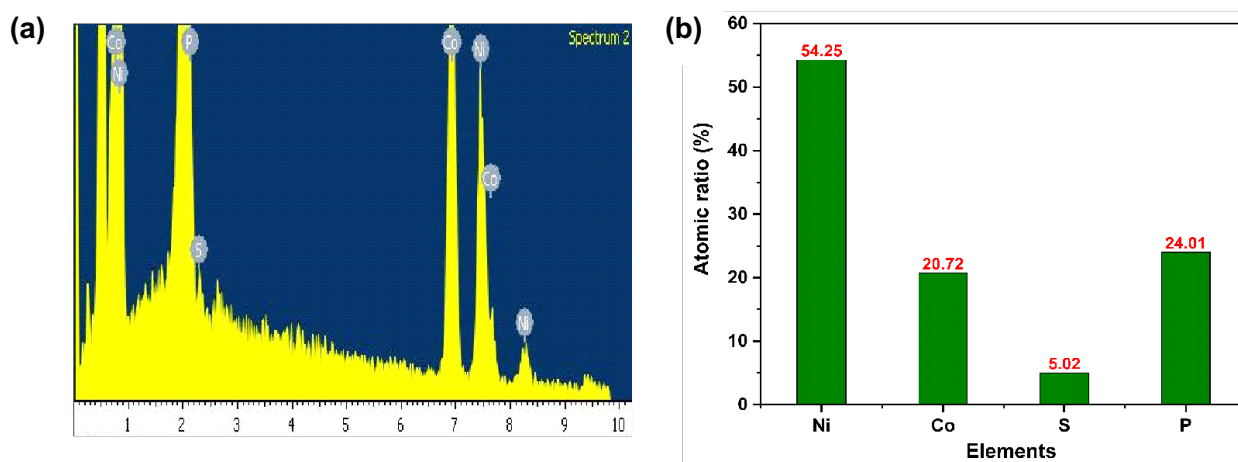 (a)
Spectrum 2
Co
P
Co
Ni
Ni
Co
S
Ni
1 2 3 4 5 6 7 8 9 10
(b)
Atomic ratio (%)
60
50
40
30
20
10
0
54.25
20.72
5.02
24.01
Ni Co S P
Elements